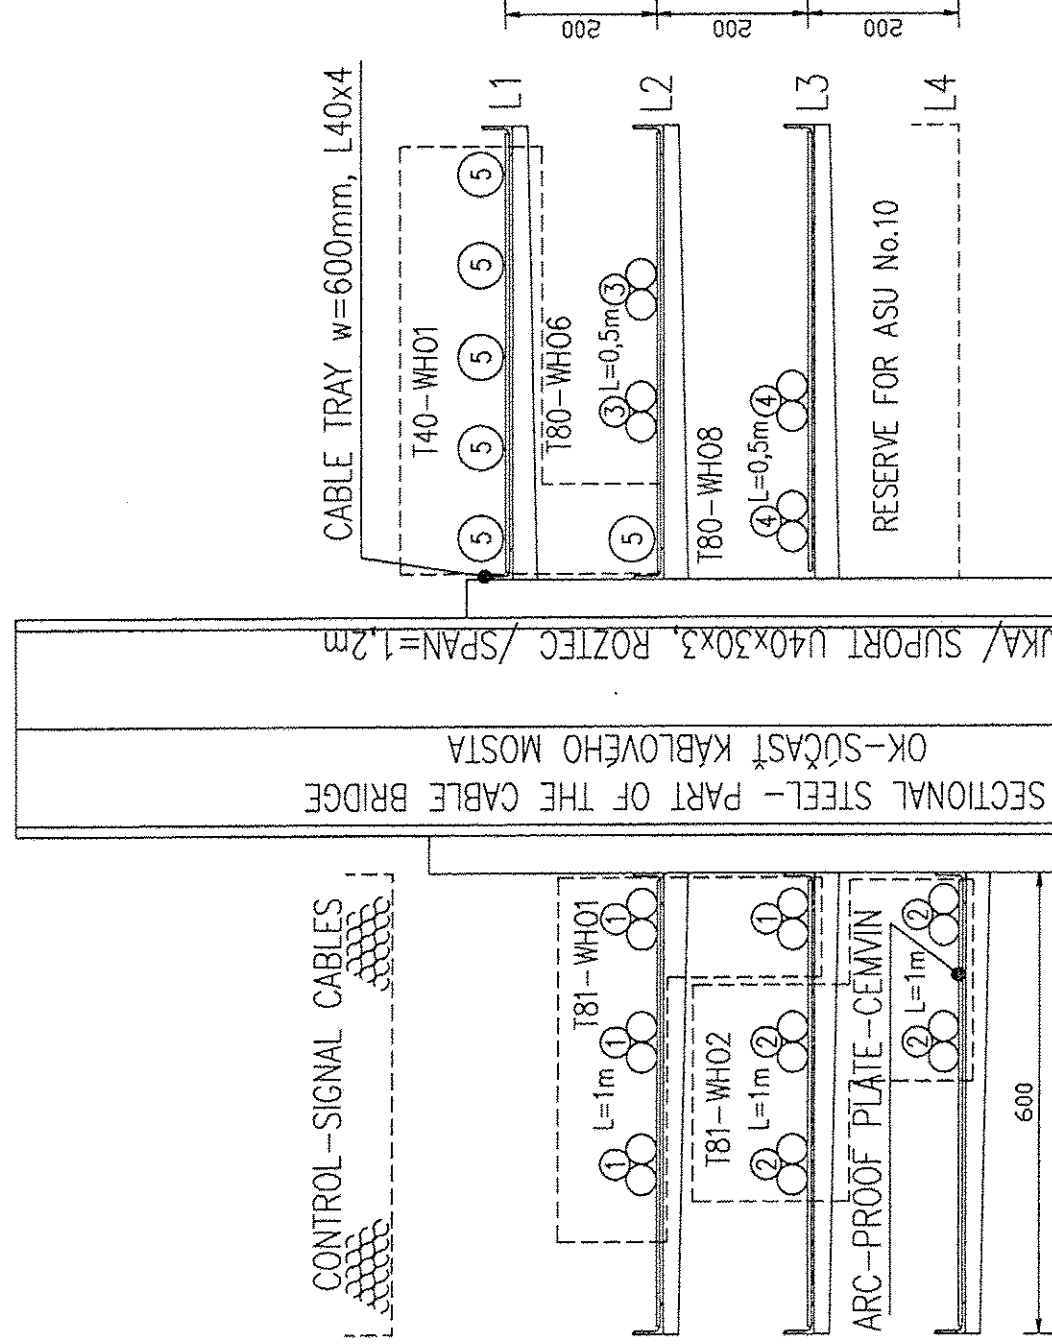 CABLE TRAY w=600mm, L40x4
T40-WH01
5
5
5
5
5
L1
T80-WH06
L=0,5m
3
3
5
L2
T80-WH08
L=0,5m
4
4
L3
RESERVE FOR ASU No.10
L4
200
200
200
UKA/ SUPORT U40x30x3, ROZTEC /SPAN=1,2m
OK-SÚČASŤ KÁBLOVÉHO MOSTA
SECTIONAL STEEL- PART OF THE CABLE BRIDGE
CONTROL-SIGNAL CABLES
T81-WH01
L=1m
1
1
1
T81-WH02
L=1m
2
2
1
ARC-PROOF PLATE-CEMVIN
L=1m
2
2
600